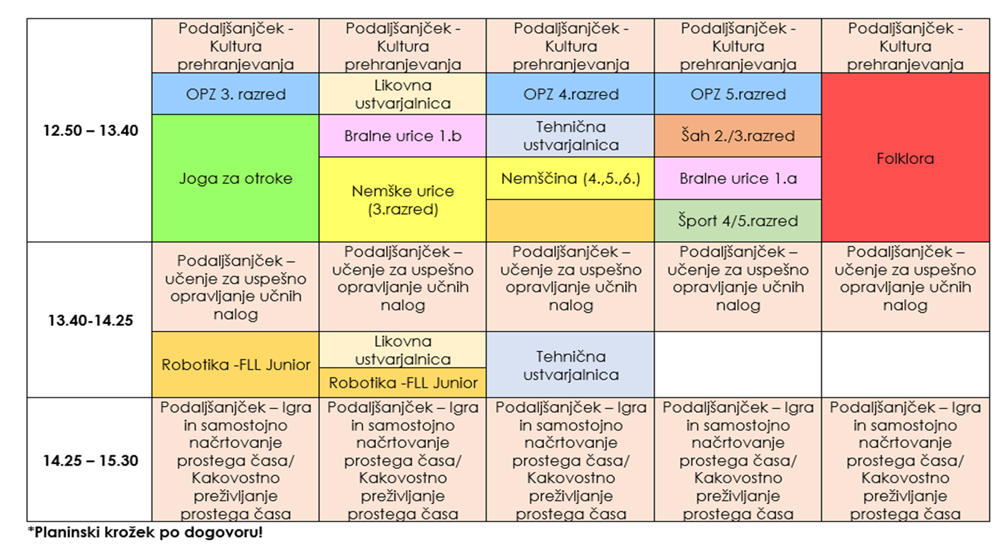 12.50 – 13.40
Podaljšanjček -
Kultura
prehranjevanja
Podaljšanjček -
Kultura
prehranjevanja
Podaljšanjček -
Kultura
prehranjevanja
Podaljšanjček -
Kultura
prehranjevanja
Podaljšanjček -
Kultura
prehranjevanja
OPZ 3. razred
Likovna
ustvarjalnica
OPZ 4.razred
OPZ 5.razred
Folklora
Joga za otroke
Bralne urice 1.b
Tehnična
ustvarjalnica
Šah 2./3.razred
Nemške urice
(3.razred)
Nemščina (4.,5.,6.)
Bralne urice 1.a
Šport 4/5.razred
13.40-14.25
Podaljšanjček –
učenje za uspešno
opravljanje učnih
nalog
Podaljšanjček –
učenje za uspešno
opravljanje učnih
nalog
Podaljšanjček –
učenje za uspešno
opravljanje učnih
nalog
Podaljšanjček –
učenje za uspešno
opravljanje učnih
nalog
Podaljšanjček –
učenje za uspešno
opravljanje učnih
nalog
Robotika -FLL Junior
Likovna
ustvarjalnica
Robotika -FLL Junior
Tehnična
ustvarjalnica
14.25 – 15.30
Podaljšanjček – Igra
in samostojno
načrtovanje
prostega časa/
Kakovostno
preživljanje
prostega časa
Podaljšanjček – Igra
in samostojno
načrtovanje
prostega časa/
Kakovostno
preživljanje
prostega časa
Podaljšanjček – Igra
in samostojno
načrtovanje
prostega časa/
Kakovostno
preživljanje
prostega časa
Podaljšanjček – Igra
in samostojno
načrtovanje
prostega časa/
Kakovostno
preživljanje
prostega časa
Podaljšanjček – Igra
in samostojno
načrtovanje
prostega časa/
Kakovostno
preživljanje
prostega časa
*Planinski krožek po dogovoru!